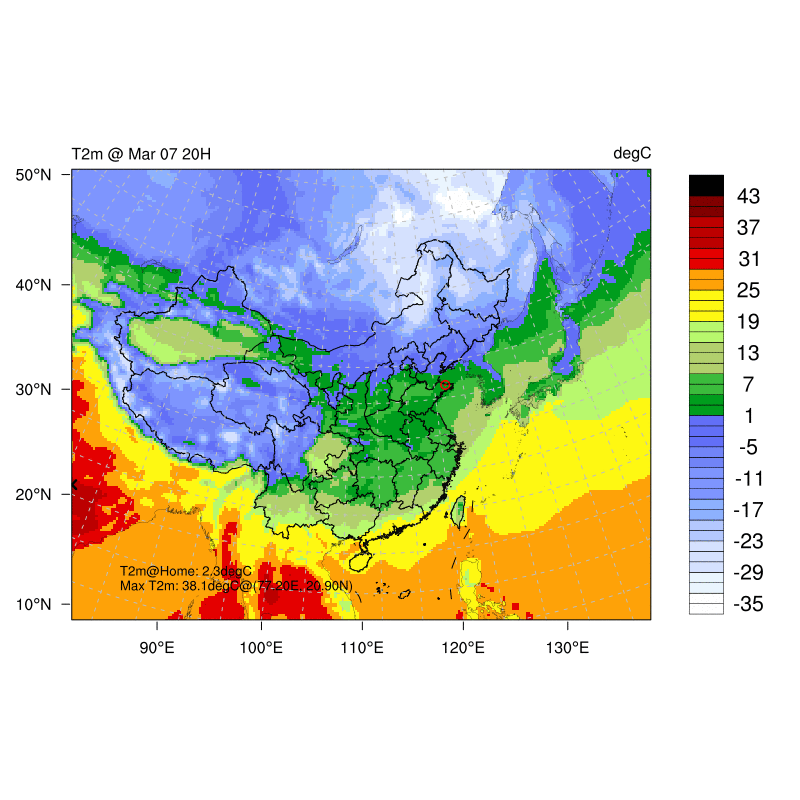 T2m @ Mar 07 20H
degC
50°N
40°N
30°N
20°N
10°N
43
37
31
25
19
13
7
1
-5
-11
-17
-23
-29
-35
T2m@Home: 2.3degC
Max T2m: 38.1degC@(77.20E, 20.90N)
90°E
100°E
110°E
120°E
130°E